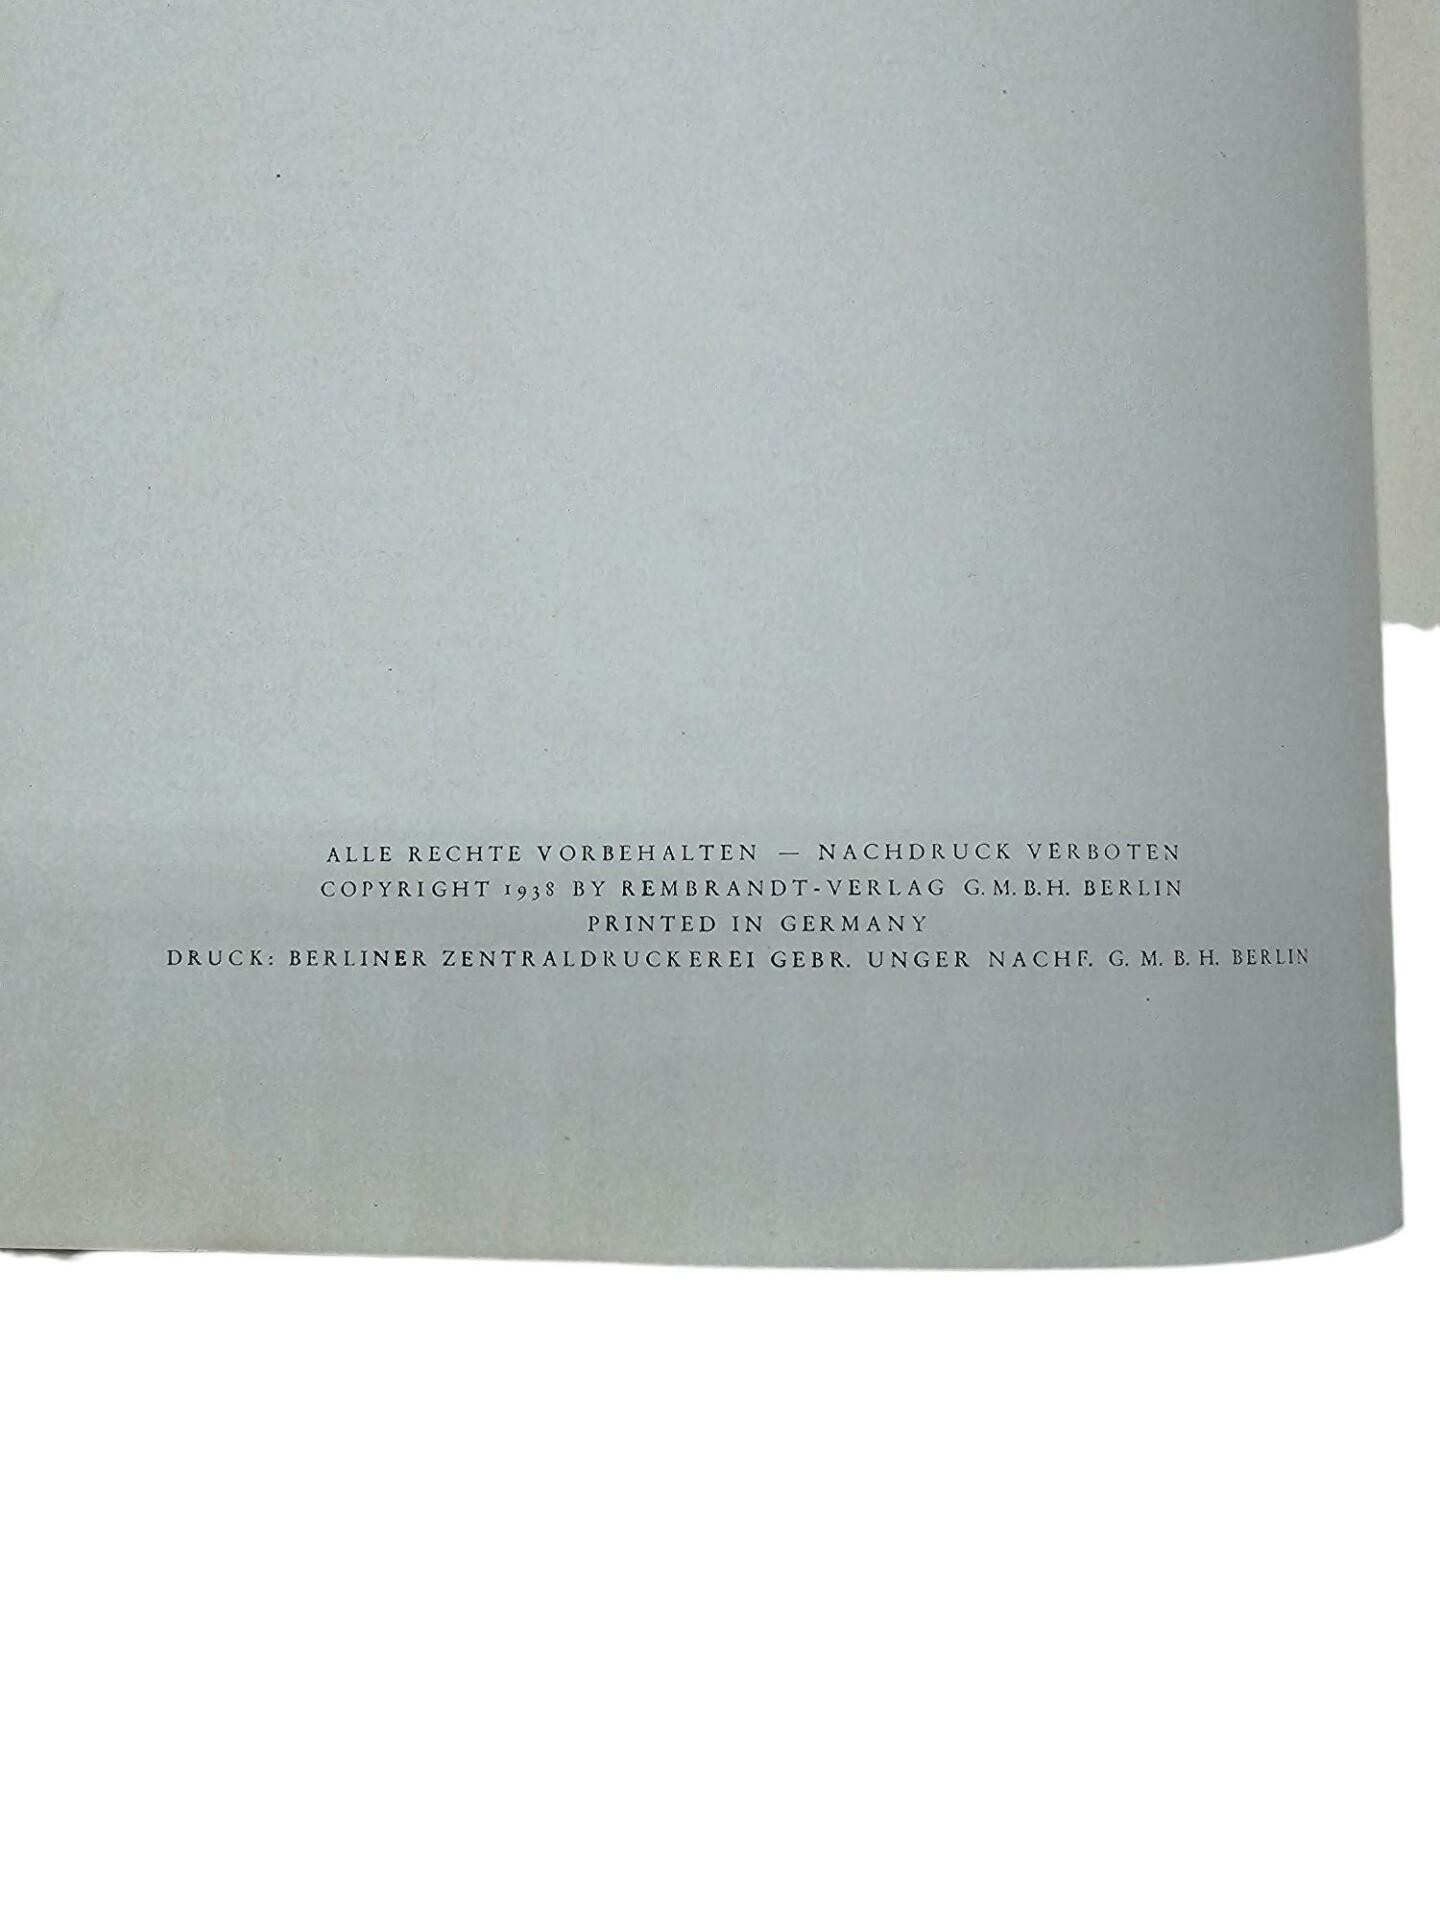 ALLE RECHTE VORBEHALTEN — NACHDRUCK VERBOTEN
COPYRIGHT 1938 BY REMBRANDT-VERLAG G.M.B.H. BERLIN
PRINTED IN GERMANY
DRUCK: BERLINER ZENTRALDRUCKEREI GEBR. UNGER NACHF. G. M. B. H. BERLIN